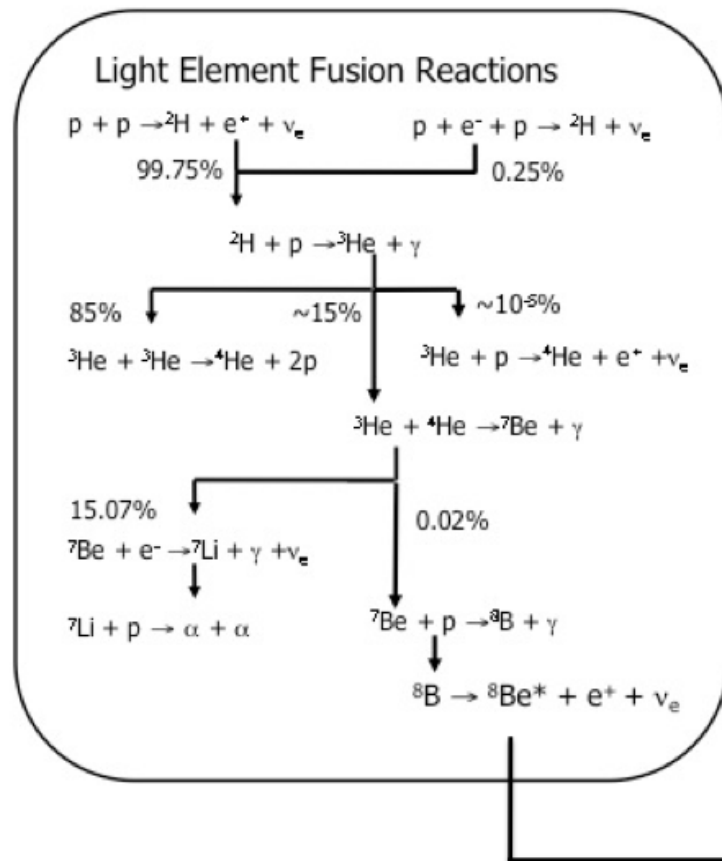 Light Element Fusion Reactions
p + p →²H + e⁺ + νₑ
p + e⁻ + p → ²H + νₑ
99.75%
0.25%
²H + p →³He + γ
85%
~15%
~10⁻⁵%
³He + ³He →⁴He + 2p
³He + p →⁴He + e⁺ +νₑ
³He + ⁴He →⁷Be + γ
15.07%
0.02%
⁷Be + e⁻ →⁷Li + γ +νₑ
⁷Li + p → α + α
⁷Be + p →⁸B + γ
⁸B → ⁸Be* + e⁺ + νₑ